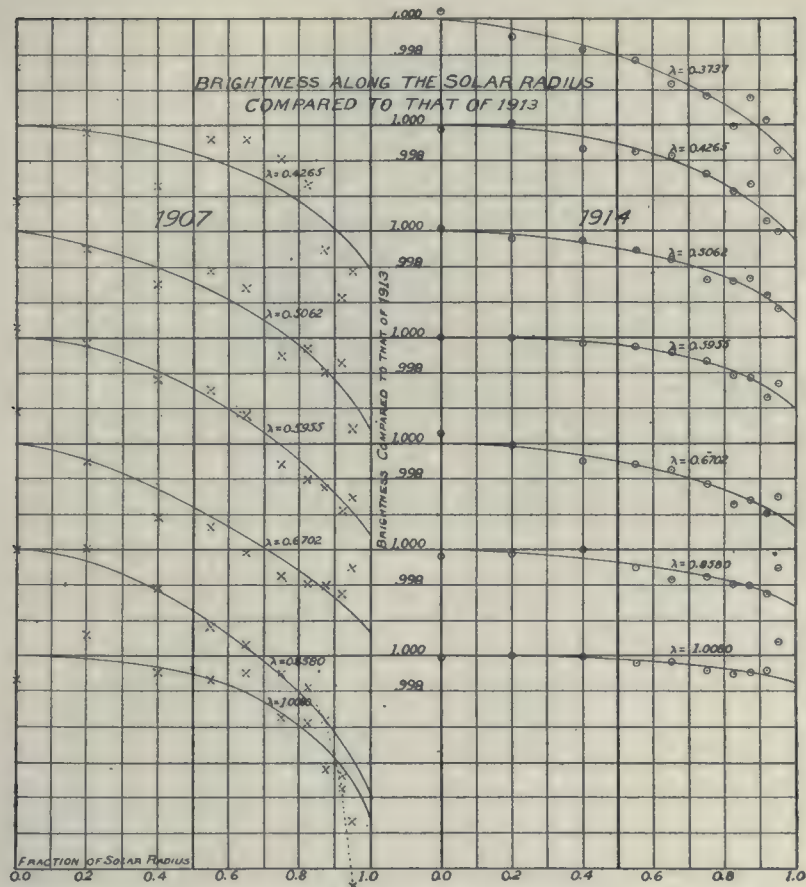 BRIGHTNESS ALONG THE SOLAR RADIUS
COMPARED TO THAT OF 1913
1907
λ=0.4265
λ=0.5062
λ=0.5955
λ=0.6702
λ=0.8580
λ=1.0080
BRIGHTNESS COMPARED TO THAT OF 1913
1.000
.998
1.000
.998
1.000
.998
1.000
.998
1.000
.998
1.000
.998
1.000
.998
1914
λ=0.3737
λ=0.4265
λ=0.5062
λ=0.5955
λ=0.6702
λ=0.8580
λ=1.0080
FRACTION OF SOLAR RADIUS
0.0 0.2 0.4 0.6 0.8 1.0 0.0 0.2 0.4 0.6 0.8 1.0